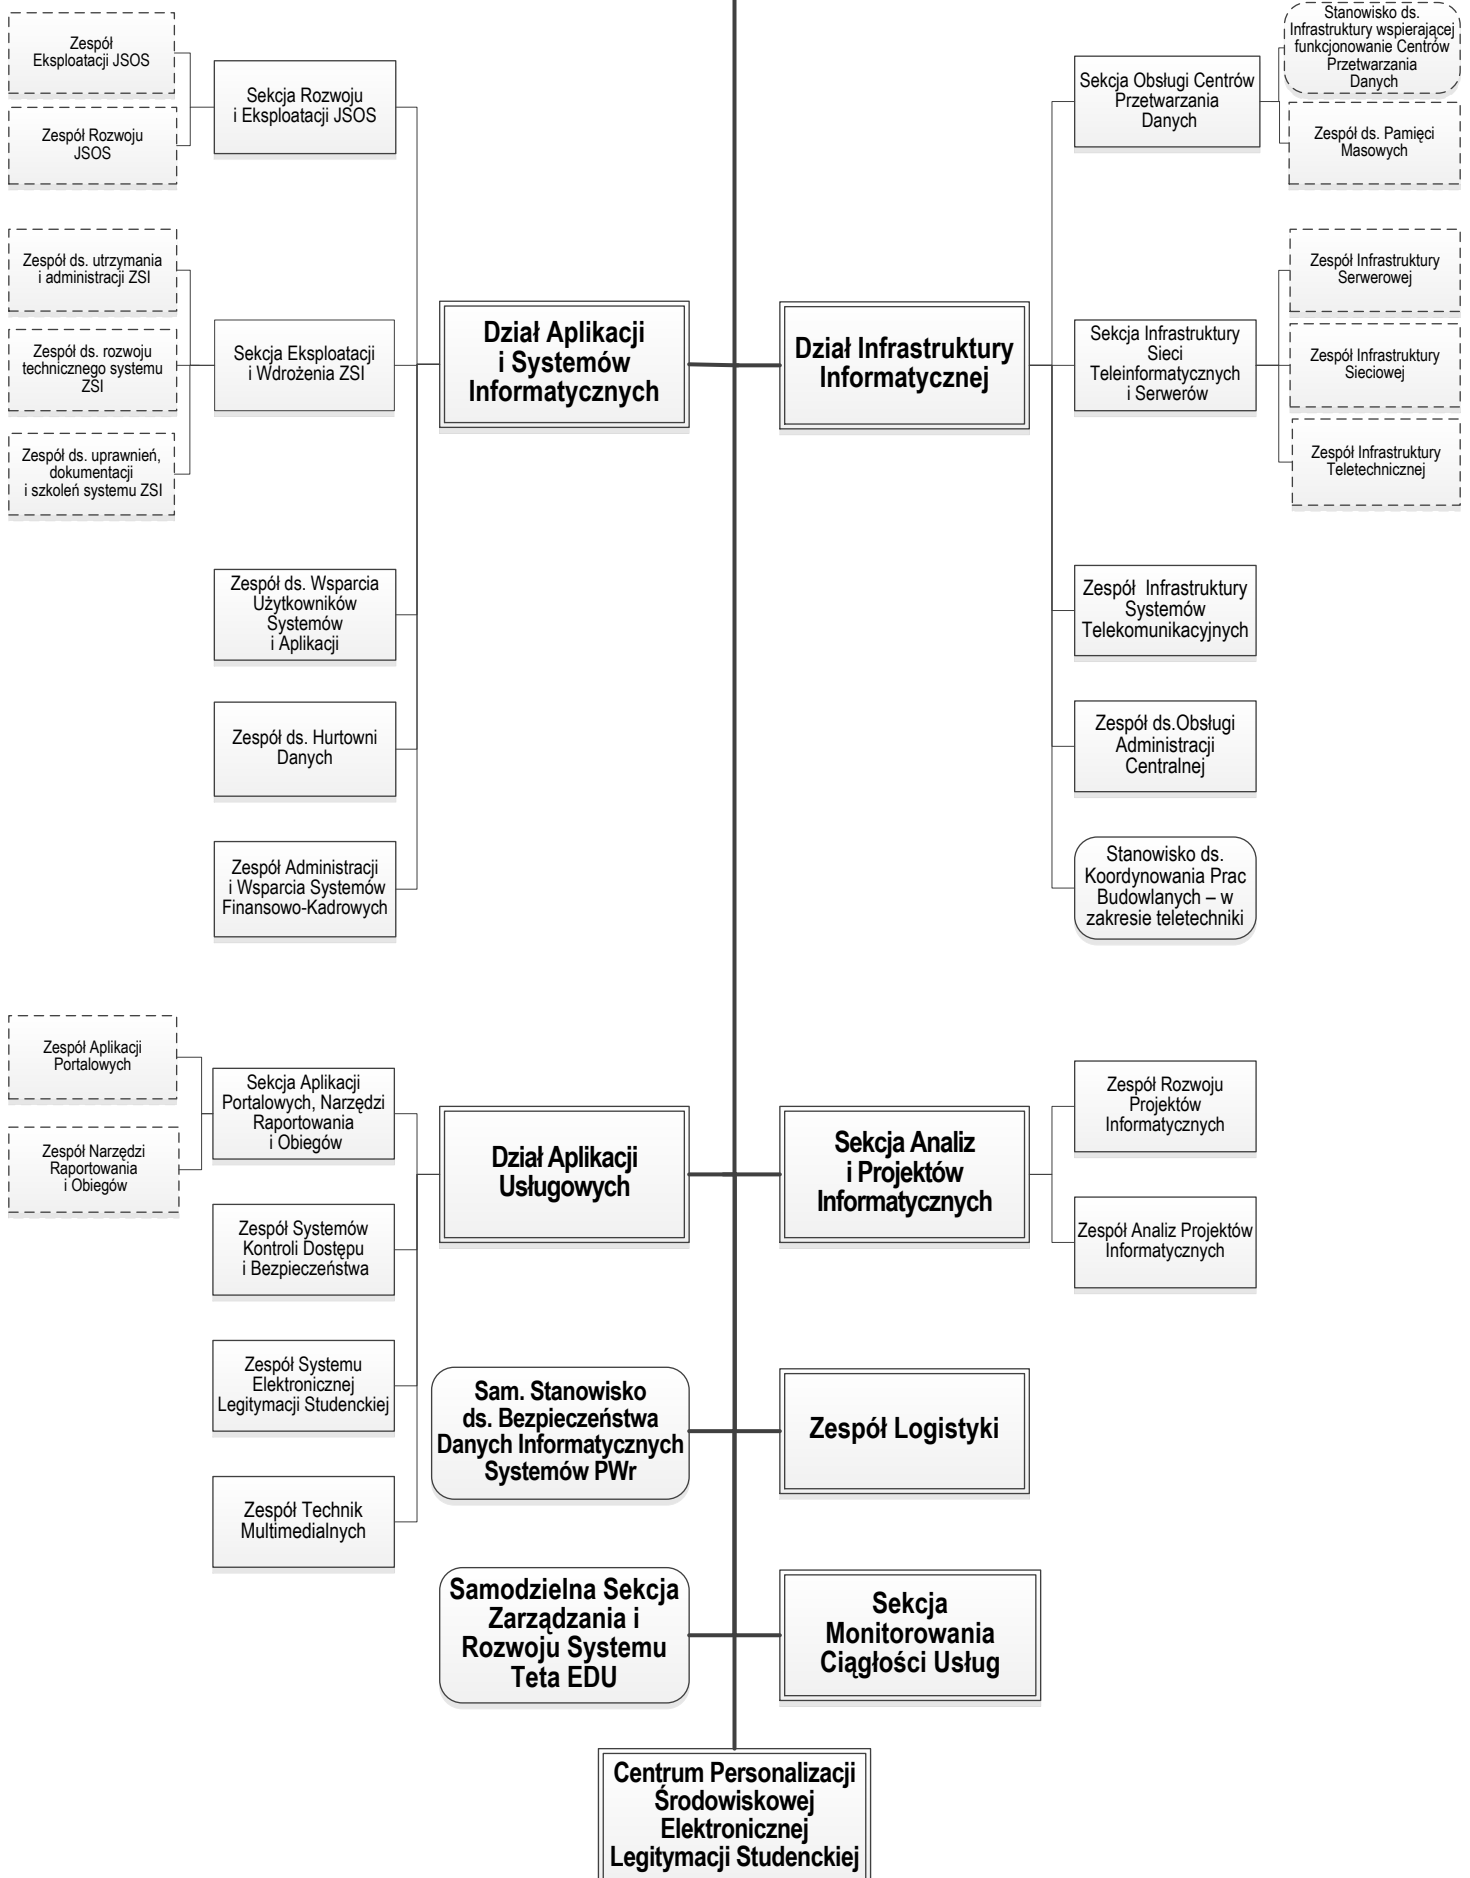 Zespół
Eksploatacji JSOS
Zespół Rozwoju
JSOS
Sekcja Rozwoju
i Eksploatacji JSOS
Zespół ds. utrzymania
i administracji ZSI
Zespół ds. rozwoju
technicznego systemu
ZSI
Zespół ds. uprawnień,
dokumentacji
i szkoleń systemu ZSI
Sekcja Eksploatacji
i Wdrożenia ZSI
Dział Aplikacji
i Systemów
Informatycznych
Zespół ds. Wsparcia
Użytkowników
Systemów
i Aplikacji
Zespół ds. Hurtowni
Danych
Zespół Administracji
i Wsparcia Systemów
Finansowo-Kadrowych
Stanowisko ds.
Infrastruktury wspierającej
funkcjonowanie Centrów
Przetwarzania
Danych
Sekcja Obsługi Centrów
Przetwarzania
Danych
Zespół ds. Pamięci
Masowych
Dział Infrastruktury
Informatycznej
Sekcja Infrastruktury
Sieci
Teleinformatycznych
i Serwerów
Zespół Infrastruktury
Serwerowej
Zespół Infrastruktury
Sieciowej
Zespół Infrastruktury
Teletechnicznej
Zespół  Infrastruktury
Systemów
Telekomunikacyjnych
Zespół ds.Obsługi
Administracji
Centralnej
Stanowisko ds.
Koordynowania Prac
Budowlanych – w
zakresie teletechniki
Zespół Aplikacji
Portalowych
Zespół Narzędzi
Raportowania
i Obiegów
Sekcja Aplikacji
Portalowych, Narzędzi
Raportowania
i Obiegów
Dział Aplikacji
Usługowych
Zespół Systemów
Kontroli Dostępu
i Bezpieczeństwa
Zespół Systemu
Elektronicznej
Legitymacji Studenckiej
Zespół Technik
Multimedialnych
Sekcja Analiz
i Projektów
Informatycznych
Zespół Rozwoju
Projektów
Informatycznych
Zespół Analiz Projektów
Informatycznych
Sam. Stanowisko
ds. Bezpieczeństwa
Danych Informatycznych
Systemów PWr
Zespół Logistyki
Samodzielna Sekcja
Zarządzania i
Rozwoju Systemu
Teta EDU
Sekcja
Monitorowania
Ciągłości Usług
Centrum Personalizacji
Środowiskowej
Elektronicznej
Legitymacji Studenckiej